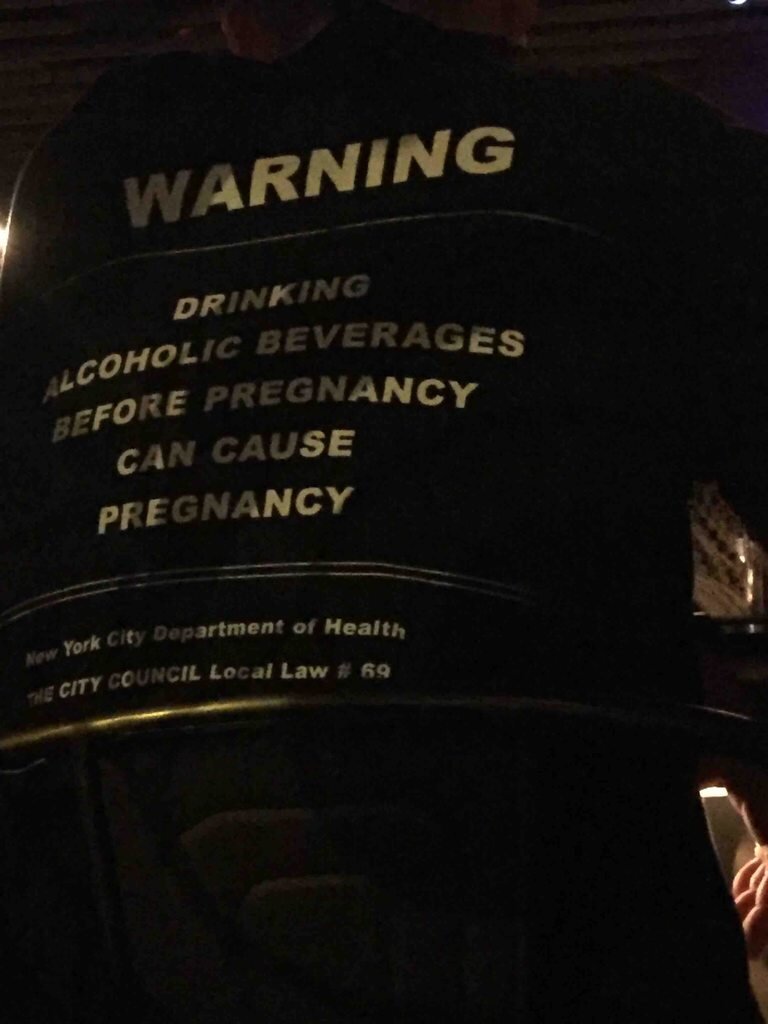 WARNING
DRINKING
ALCOHOLIC BEVERAGES
BEFORE PREGNANCY
CAN CAUSE
PREGNANCY
New York City Department of Health
THE CITY COUNCIL Local Law # 69